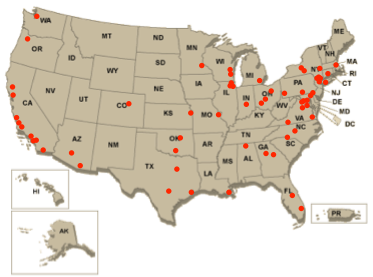 WA
MT
ND
MN
ME
VT
NH
OR
ID
SD
WI
MI
NY
MA
RI
CT
WY
IA
PA
NJ
NE
OH
DE
NV
IL
IN
MD
CA
UT
CO
WV
DC
KS
MO
KY
VA
NC
TN
AZ
NM
OK
AR
SC
MS
AL
GA
TX
LA
FL
HI
AK
PR